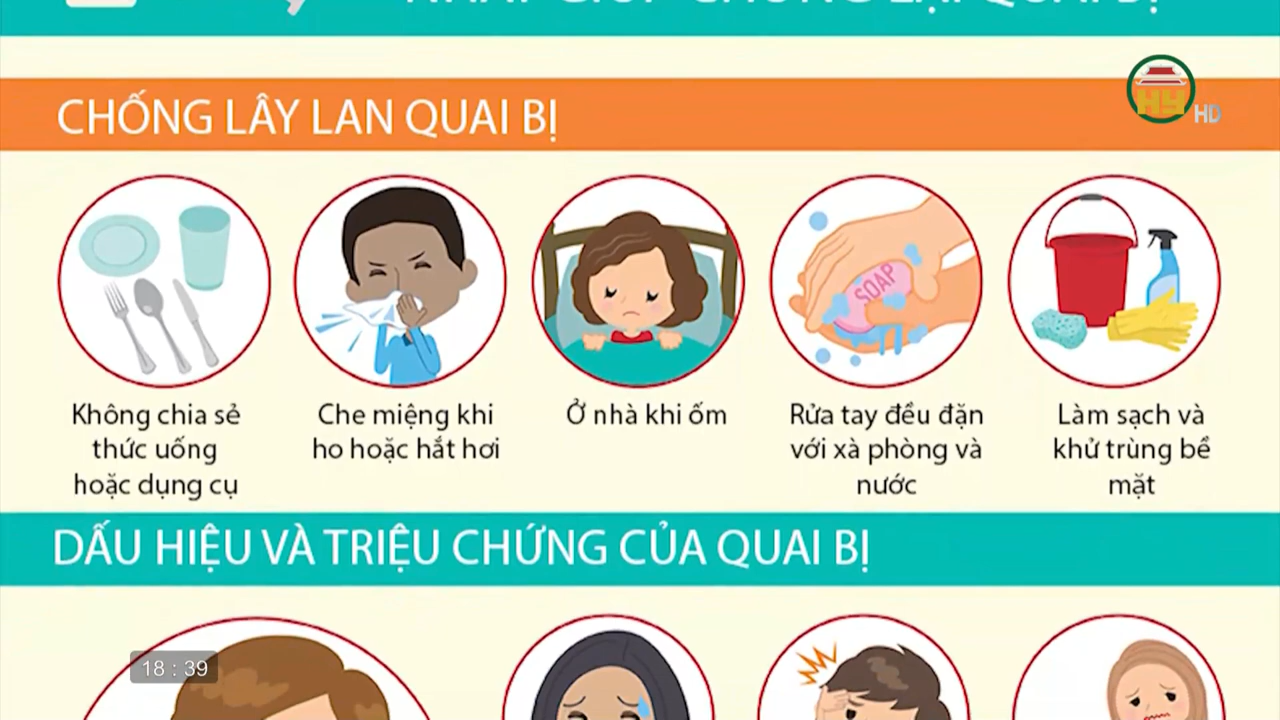 CHỐNG LÂY LAN QUAI BỊ
HY HD
SOAP
Không chia sẻ
thức uống
hoặc dụng cụ
Che miệng khi
ho hoặc hắt hơi
Ở nhà khi ốm
Rửa tay đều đặn
với xà phòng và
nước
Làm sạch và
khử trùng bề
mặt
DẤU HIỆU VÀ TRIỆU CHỨNG CỦA QUAI BỊ
18 : 39